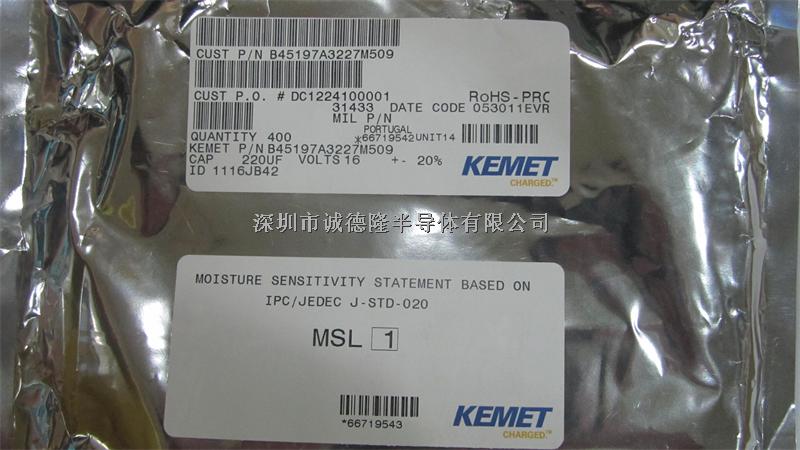 CUST P/N B45197A3227M509
CUST P.O. # DC1224100001
RoHS-PRC
31433 DATE CODE 053011EVR
MIL P/N
PORTUGAL
QUANTITY 400
*66719542UNIT14
KEMET P/N B45197A3227M509
CAP 220UF VOLTS 16 +- 20%
ID 1116JB42
KEMET
CHARGED.™
深圳市诚德隆半导体有限公司
MOISTURE SENSITIVITY STATEMENT BASED ON
IPC/JEDEC J-STD-020
MSL 1
*66719543
KEMET
CHARGED.™